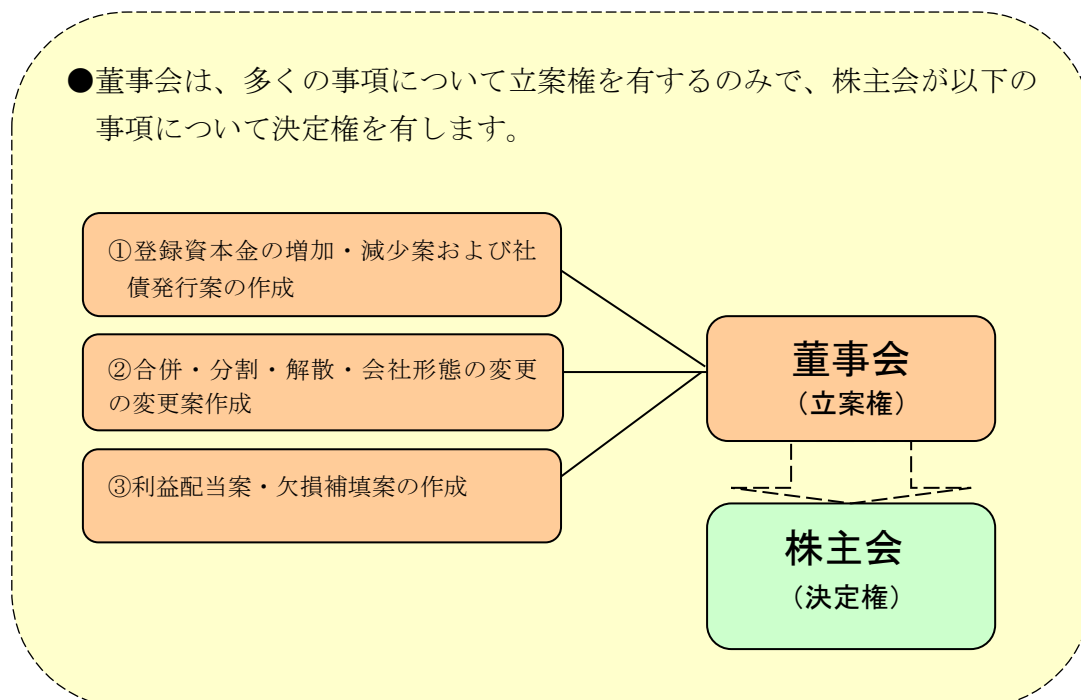 ●董事会は、多くの事項について立案権を有するのみで、株主会が以下の
事項について決定権を有します。
①登録資本金の増加・減少案および社
債発行案の作成
②合併・分割・解散・会社形態の変更
の変更案作成
③利益配当案・欠損補填案の作成
董事会
（立案権）
株主会
（決定権）